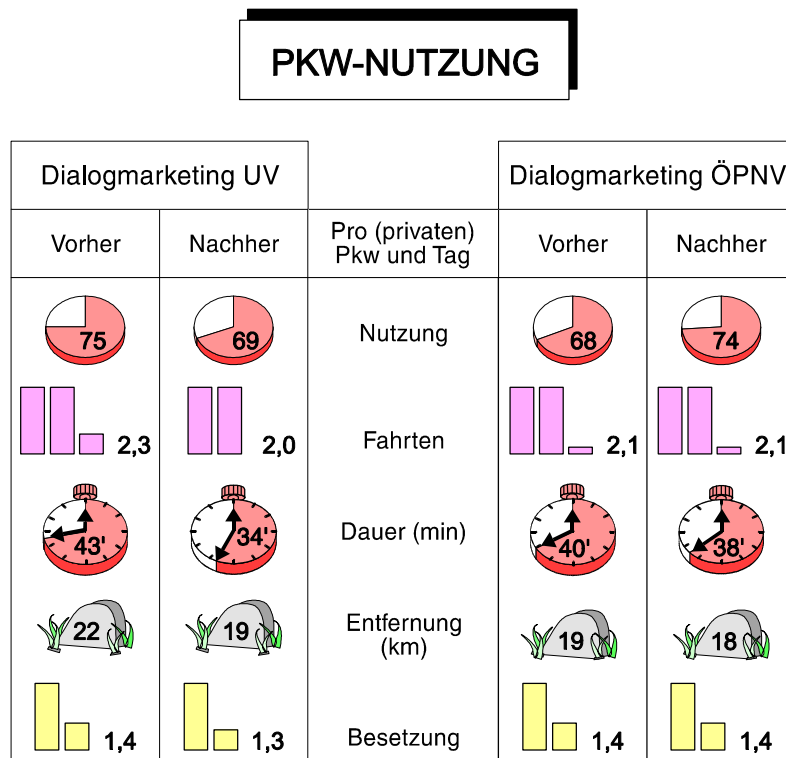 PKW-NUTZUNG
Dialogmarketing UV
Dialogmarketing ÖPNV
Vorher
Nachher
Pro (privaten)
Pkw und Tag
Vorher
Nachher
75
69
Nutzung
68
74
2,3
2,0
Fahrten
2,1
2,1
43'
34'
Dauer (min)
40'
38'
22
19
Entfernung
(km)
19
18
1,4
1,3
Besetzung
1,4
1,4